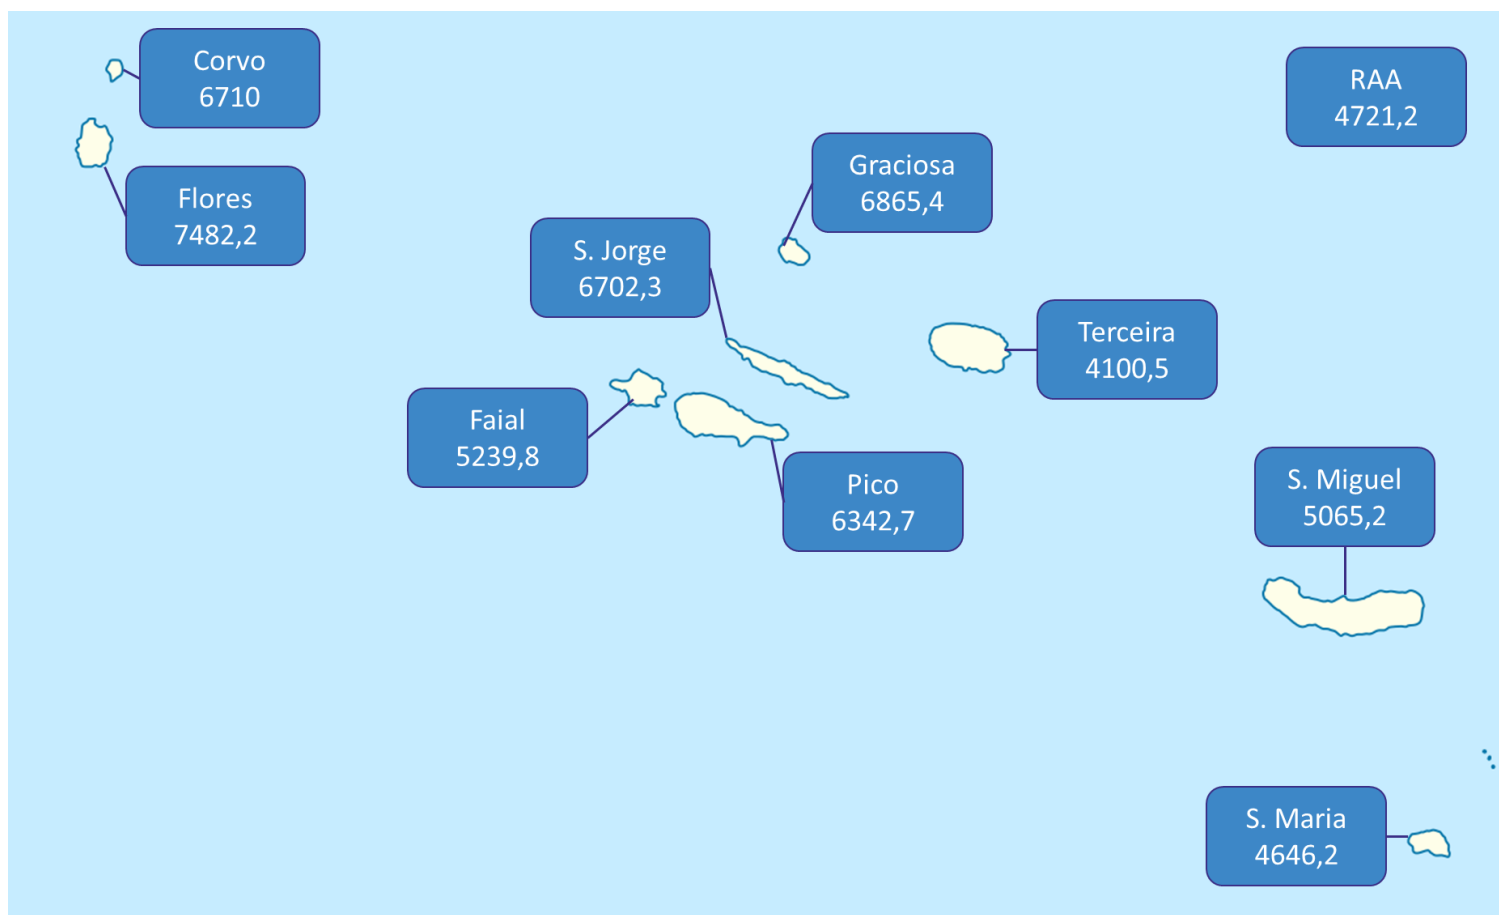 Corvo
6710
RAA
4721,2
Graciosa
6865,4
Flores
7482,2
S. Jorge
6702,3
Terceira
4100,5
Faial
5239,8
Pico
6342,7
S. Miguel
5065,2
S. Maria
4646,2